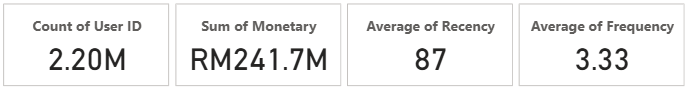 Count of User ID
2.20M
Sum of Monetary
RM241.7M
Average of Recency
87
Average of Frequency
3.33